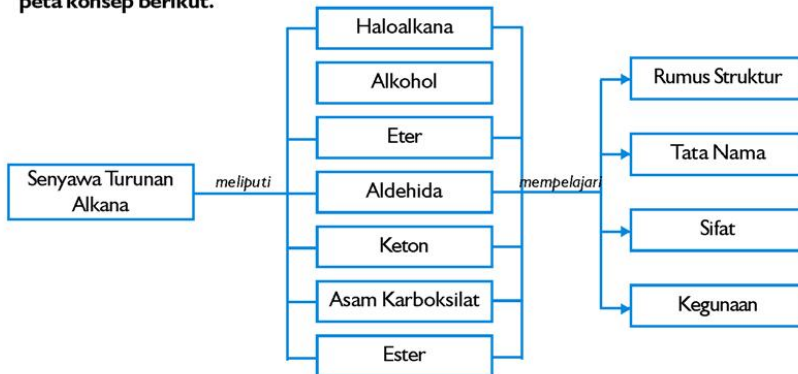 peta konsep berikut.
Senyawa Turunan
Alkana
meliputi
Haloalkana
Alkohol
Eter
Aldehida
Keton
Asam Karboksilat
Ester
mempelajari
Rumus Struktur
Tata Nama
Sifat
Kegunaan